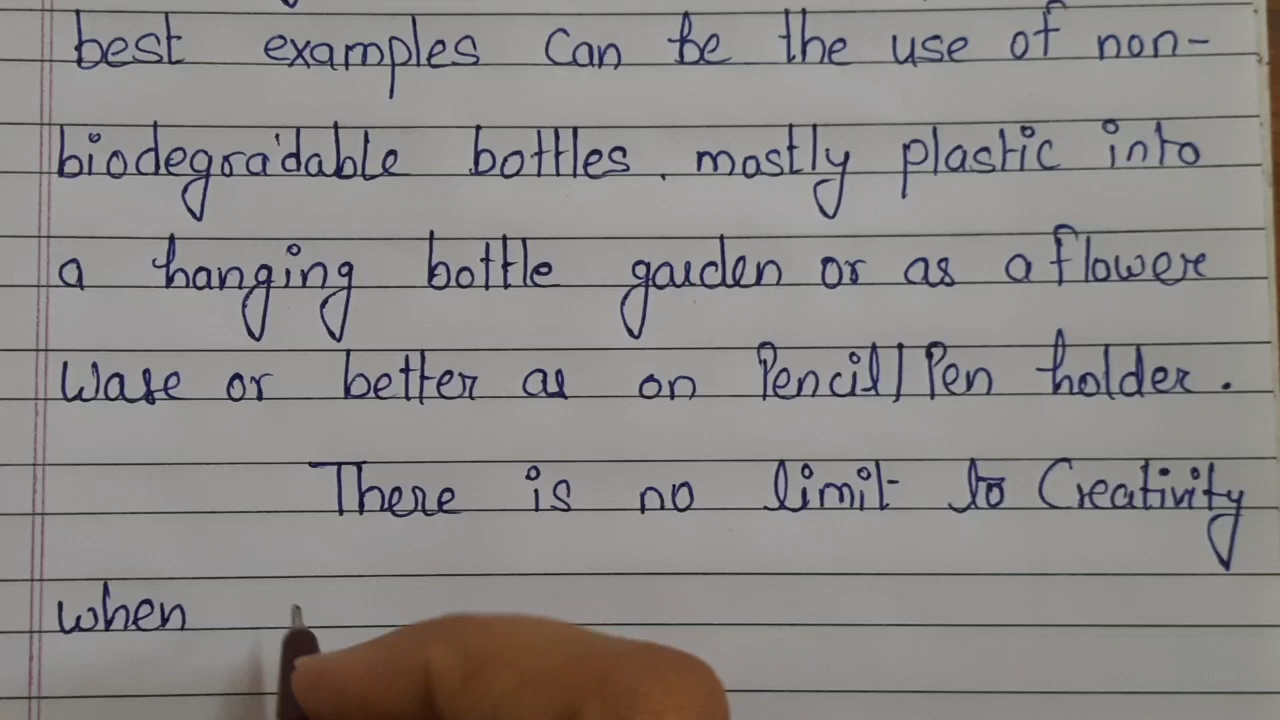 best examples can be the use of non-
biodegradable bottles. mostly plastic into
a hanging bottle garden or as a flower
wase or better as on Pencil/Pen holder.
There is no limit to Creativity
when